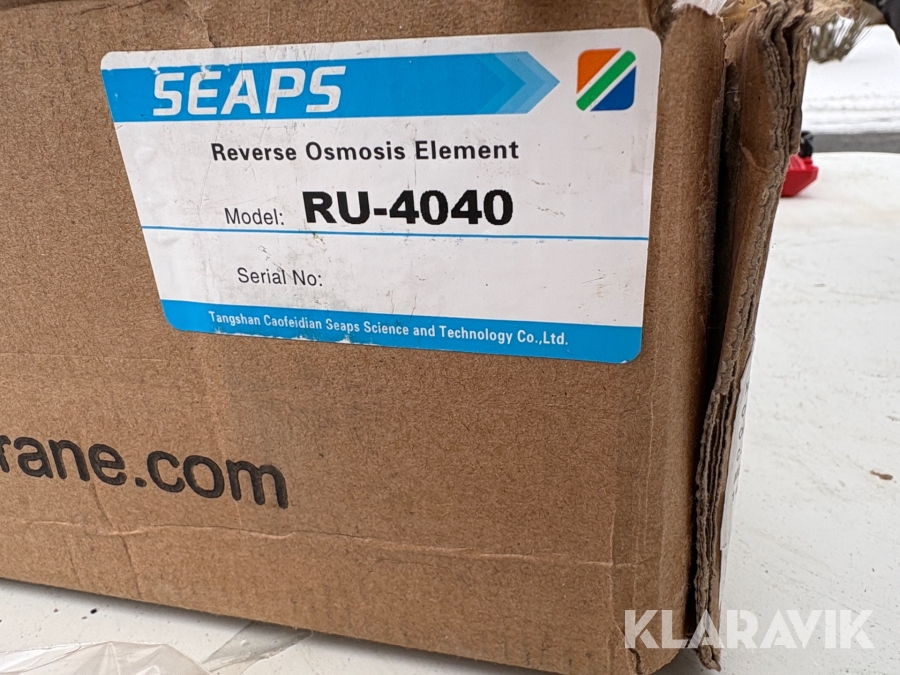 SEAPS
Reverse Osmosis Element
Model: RU-4040
Serial No:
Tangshan Caofeidian Seaps Science and Technology Co.,Ltd.
rane.com
KLARAVIK